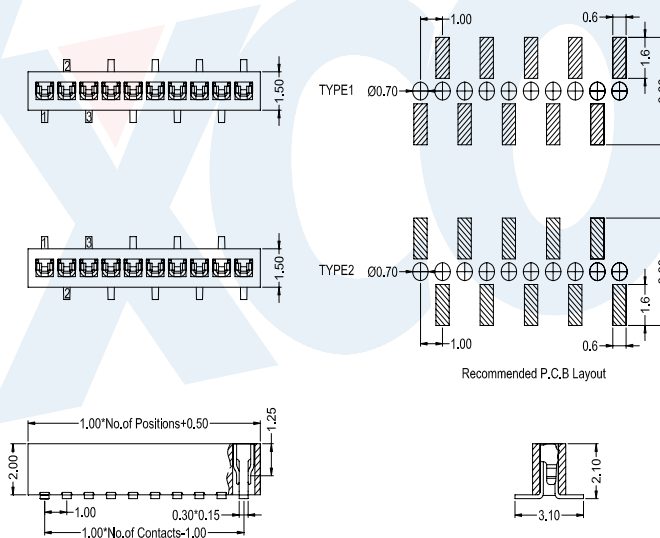 2
1.50
1
3
1.00
0.6
1.6
TYPE1
Ø0.70
1
3
1.50
2
TYPE2
Ø0.70
1.6
1.00
0.6
Recommended P.C.B Layout
1.00*No.of Positions+0.50
1.25
2.00
1.00
0.30*0.15
1.00*No.of Contacts-1.00
2.10
3.10